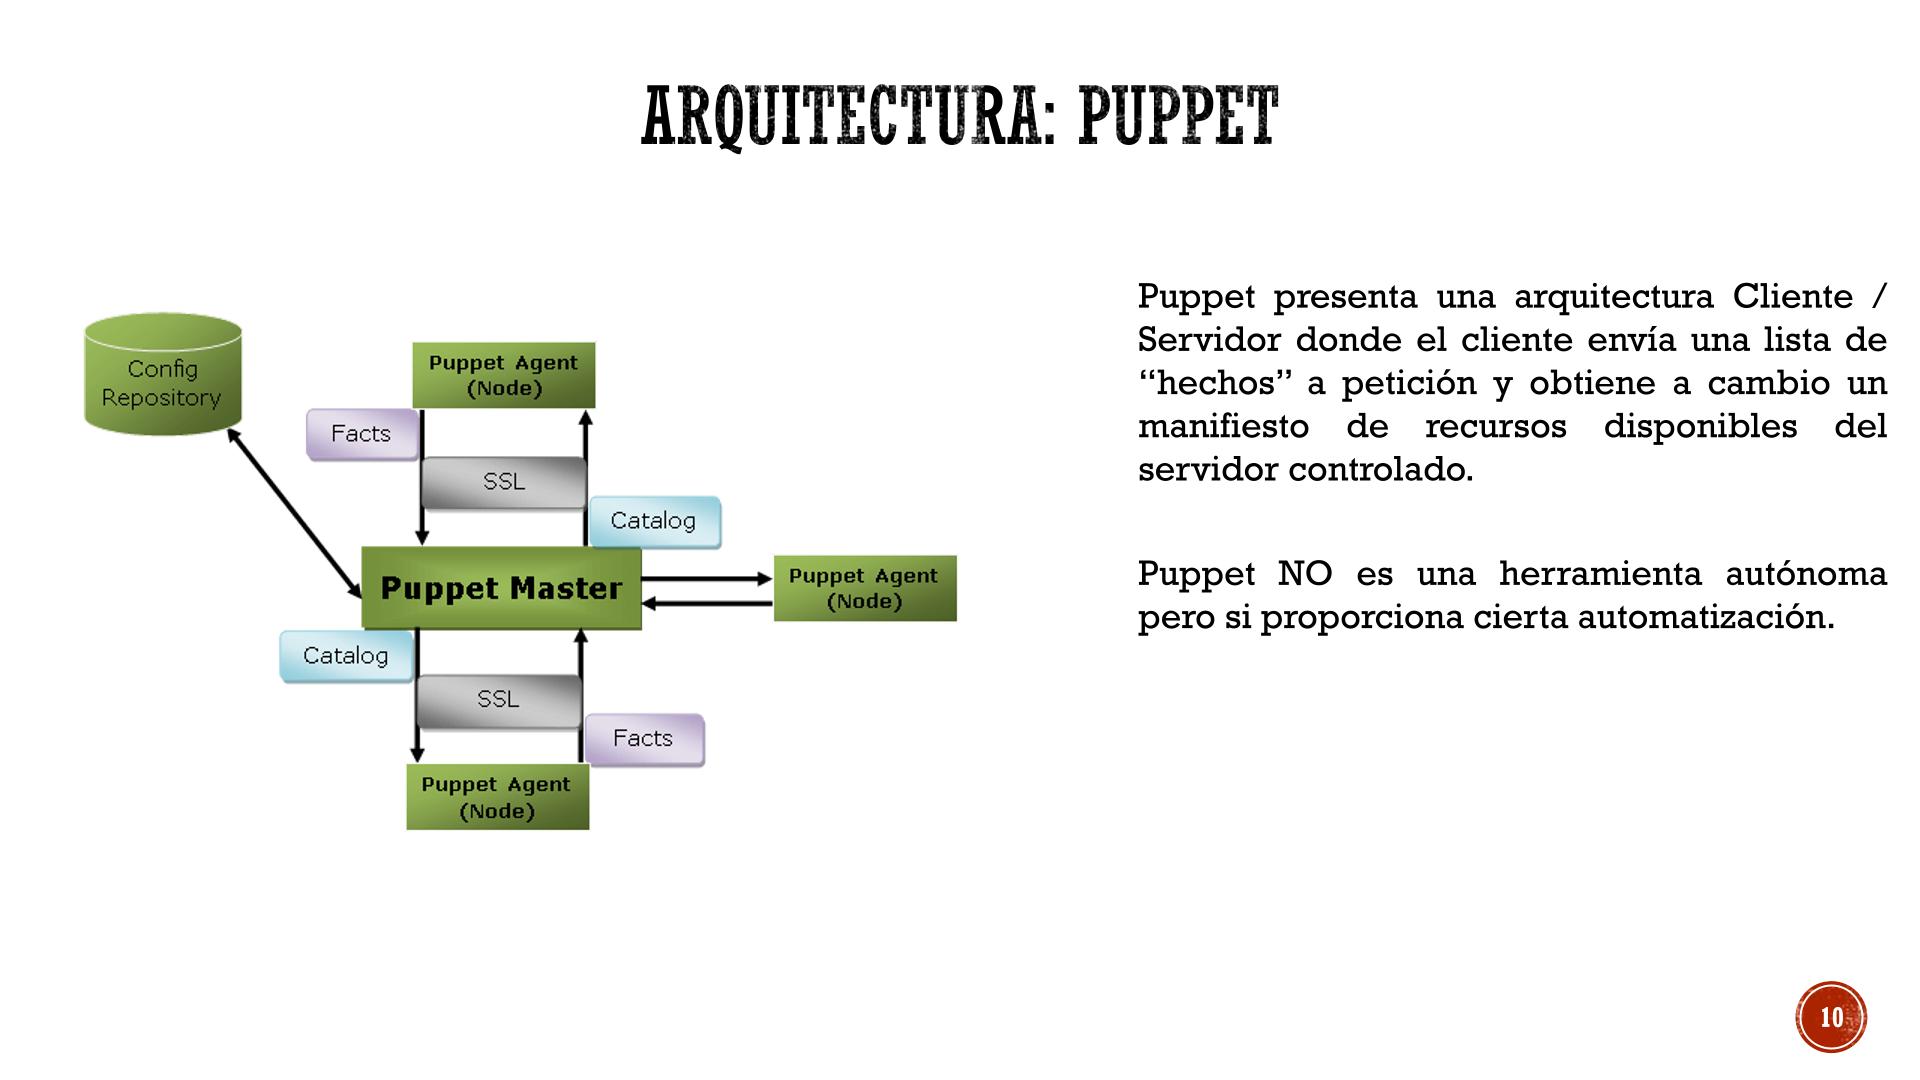 ARQUITECTURA: PUPPET
Config
Repository
Puppet Agent
(Node)
Facts
SSL
Catalog
Puppet Master
Puppet Agent
(Node)
Catalog
SSL
Facts
Puppet Agent
(Node)
Puppet presenta una arquitectura Cliente /
Servidor donde el cliente envía una lista de
“hechos” a petición y obtiene a cambio un
manifiesto de recursos disponibles del
servidor controlado.
Puppet NO es una herramienta autónoma
pero si proporciona cierta automatización.
10